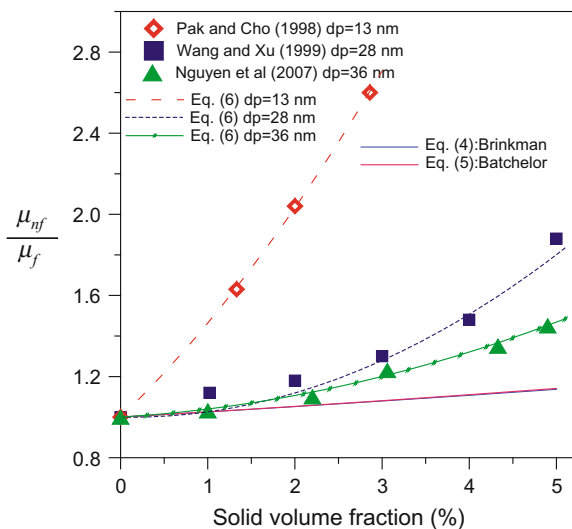 Pak and Cho (1998) dp=13 nm
Wang and Xu (1999) dp=28 nm
Nguyen et al (2007) dp=36 nm
Eq. (6) dp=13 nm
Eq. (6) dp=28 nm
Eq. (6) dp=36 nm
Eq. (4):Brinkman
Eq. (5):Batchelor
2.8
2.4
2.0
1.6
1.2
0.8
μnf
μf
0 1 2 3 4 5
Solid volume fraction (%)